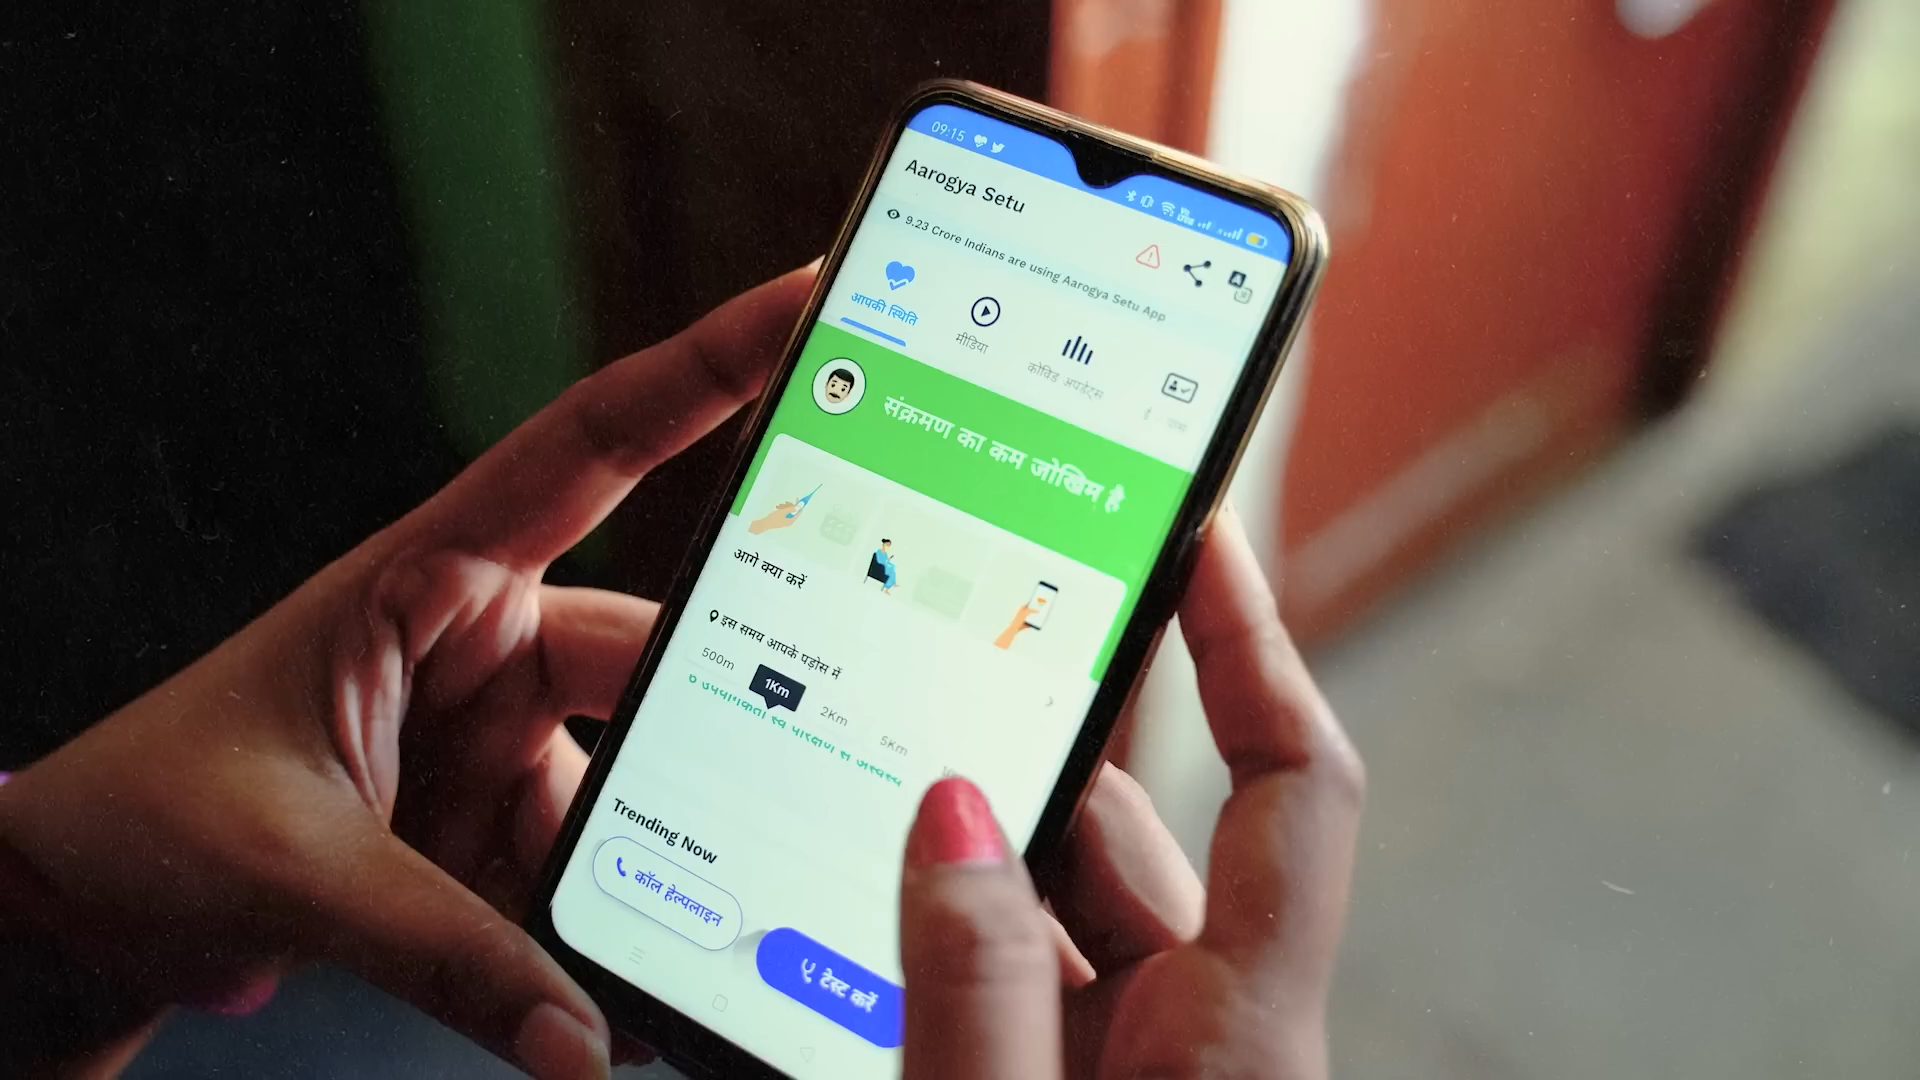 09:15
Aarogya Setu
9.23 Crore Indians are using Aarogya Setu App
आपकी स्थिति
मीडिया
कोविड अपडेट्स
संक्रमण का कम जोखिम है
आगे क्या करें
इस समय आपके पड़ोस में
500m
1Km
2Km
5Km
Trending Now
कॉल हेल्पलाइन
टेस्ट करें